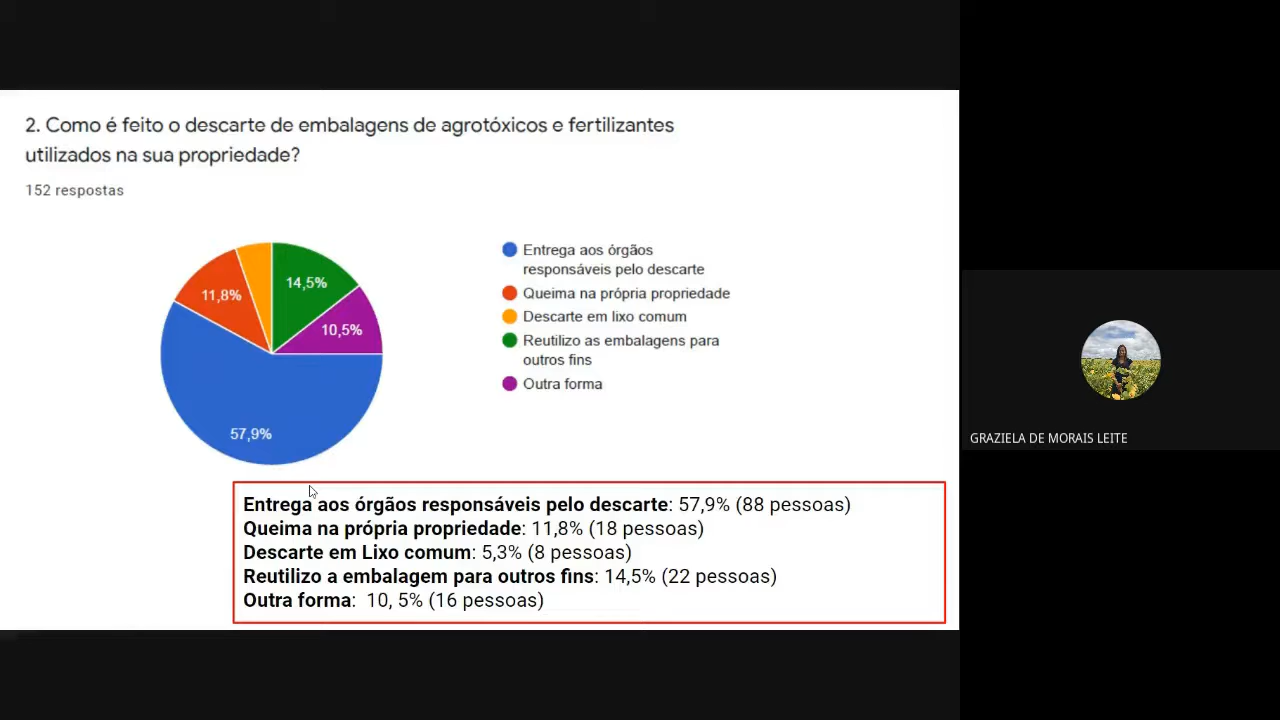 2. Como é feito o descarte de embalagens de agrotóxicos e fertilizantes
utilizados na sua propriedade?
152 respostas
14,5%
11,8%
10,5%
57,9%
Entrega aos órgãos
responsáveis pelo descarte
Queima na própria propriedade
Descarte em lixo comum
Reutilizo as embalagens para
outros fins
Outra forma
Entrega aos órgãos responsáveis pelo descarte: 57,9% (88 pessoas)
Queima na própria propriedade: 11,8% (18 pessoas)
Descarte em Lixo comum: 5,3% (8 pessoas)
Reutilizo a embalagem para outros fins: 14,5% (22 pessoas)
Outra forma:  10, 5% (16 pessoas)
GRAZIELA DE MORAIS LEITE